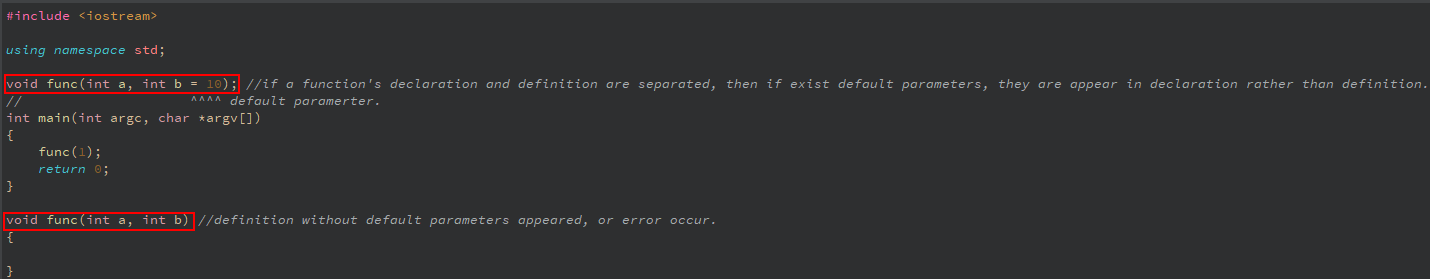 #include <iostream>
using namespace std;
void func(int a, int b = 10); //if a function's declaration and definition are separated, then if exist default parameters, they are appear in declaration rather than definition.
// ^^^^ default paramerter.
int main(int argc, char *argv[])
{
func(1);
return 0;
}
void func(int a, int b) //definition without default parameters appeared, or error occur.
{
}